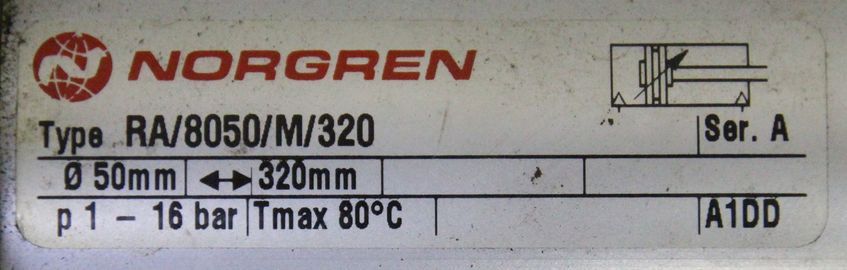 NORGREN
Type RA/8050/M/320 Ser. A
Ø 50mm 320mm
p 1 - 16 bar Tmax 80°C A1DD